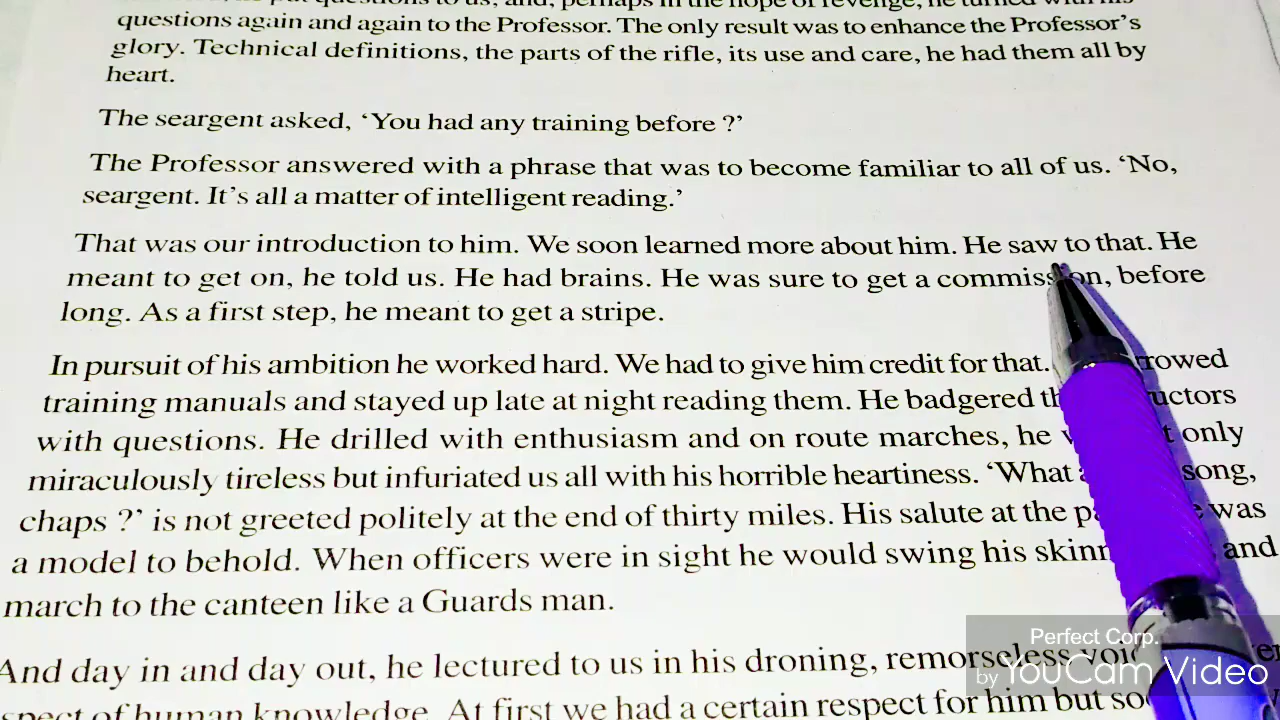 questions again and again to the Professor. The only result was to enhance the Professor's
glory. Technical definitions, the parts of the rifle, its use and care, he had them all by
heart.
The seargent asked, 'You had any training before ?'
The Professor answered with a phrase that was to become familiar to all of us. 'No,
seargent. It's all a matter of intelligent reading.'
That was our introduction to him. We soon learned more about him. He saw to that. He
meant to get on, he told us. He had brains. He was sure to get a commission, before
long. As a first step, he meant to get a stripe.
In pursuit of his ambition he worked hard. We had to give him credit for that.
training manuals and stayed up late at night reading them. He badgered
with questions. He drilled with enthusiasm and on route marches, he only
miraculously tireless but infuriated us all with his horrible heartiness. 'What song,
chaps ?' is not greeted politely at the end of thirty miles. His salute at the was
a model to behold. When officers were in sight he would swing his and
march to the canteen like a Guards man.
And day in and day out, he lectured to us in his droning, remorseless
of human knowledge. At first we had a certain respect for him but
Perfect Corp.
by YouCam Video